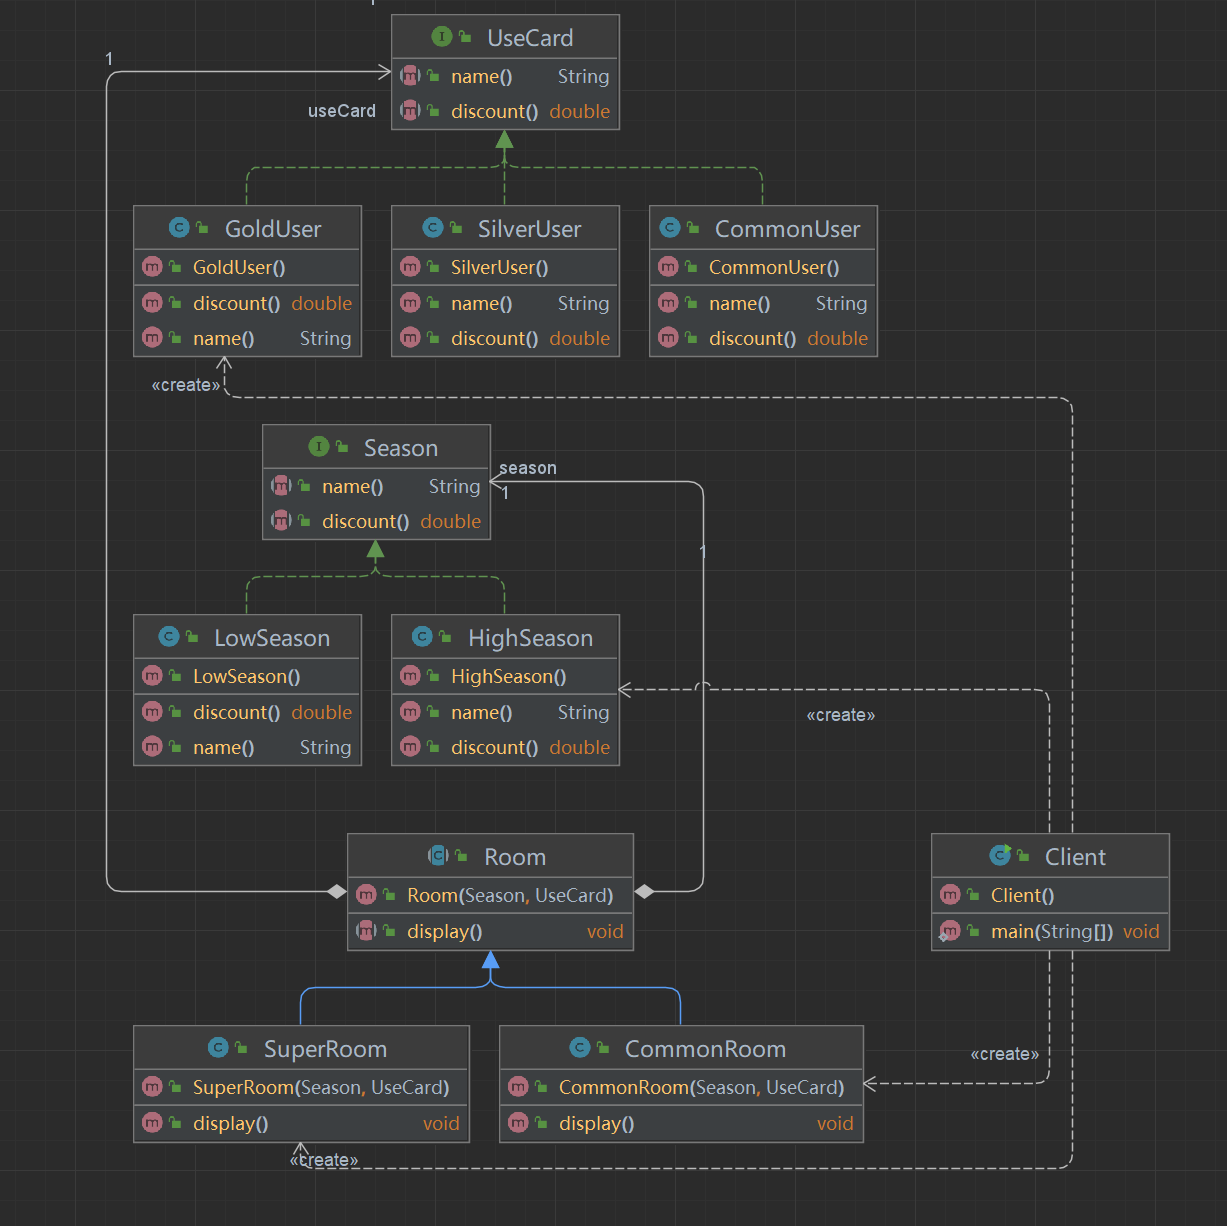 UseCard
name() String
discount() double
1
useCard
GoldUser
GoldUser()
discount() double
name() String
SilverUser
SilverUser()
name() String
discount() double
CommonUser
CommonUser()
name() String
discount() double
«create»
Season
name() String
discount() double
season
1
1
LowSeason
LowSeason()
discount() double
name() String
HighSeason
HighSeason()
name() String
discount() double
«create»
Room
Room(Season, UseCard)
display() void
Client
Client()
main(String[]) void
SuperRoom
SuperRoom(Season, UseCard)
display() void
CommonRoom
CommonRoom(Season, UseCard)
display() void
«create»
«create»